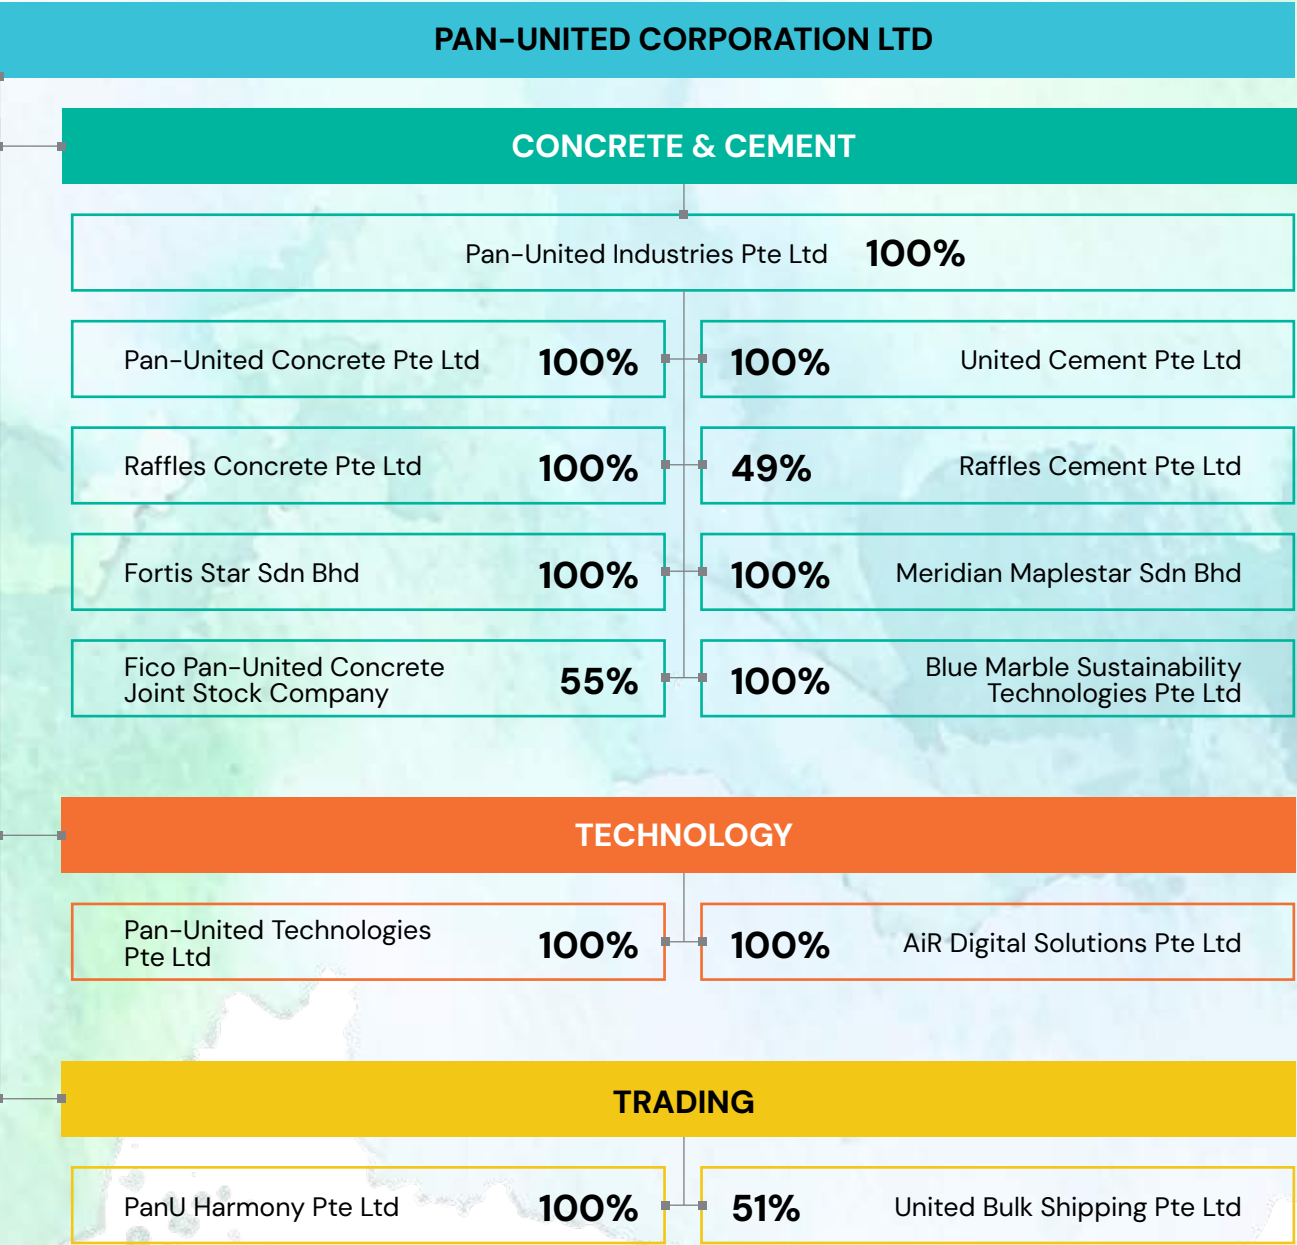 PAN-UNITED CORPORATION LTD
CONCRETE & CEMENT
Pan-United Industries Pte Ltd 100%
Pan-United Concrete Pte Ltd 100%
100% United Cement Pte Ltd
Raffles Concrete Pte Ltd 100%
49% Raffles Cement Pte Ltd
Fortis Star Sdn Bhd 100%
100% Meridian Maplestar Sdn Bhd
Fico Pan-United Concrete
Joint Stock Company
55%
100%
Blue Marble Sustainability
Technologies Pte Ltd
TECHNOLOGY
Pan-United Technologies
Pte Ltd
100%
100% AiR Digital Solutions Pte Ltd
TRADING
PanU Harmony Pte Ltd 100%
51% United Bulk Shipping Pte Ltd